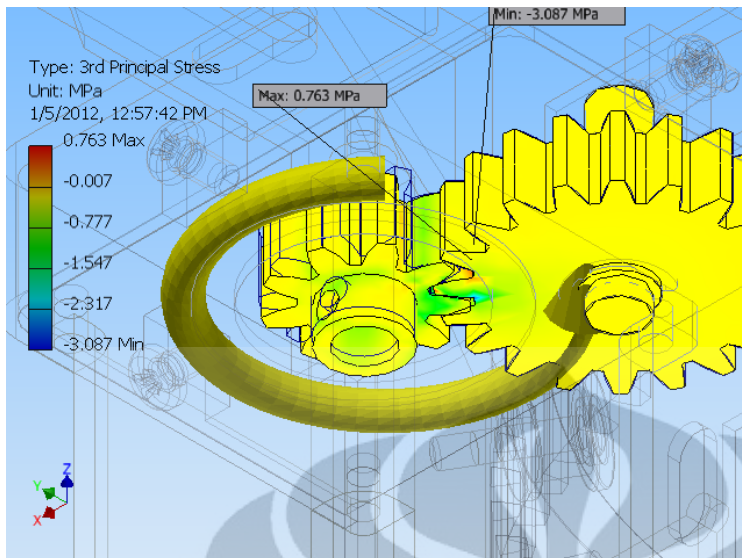 Min: -3.087 MPa
Type: 3rd Principal Stress
Unit: MPa
1/5/2012, 12:57:42 PM
Max: 0.763 MPa
0.763 Max
-0.007
-0.777
-1.547
-2.317
-3.087 Min
Z
Y
X